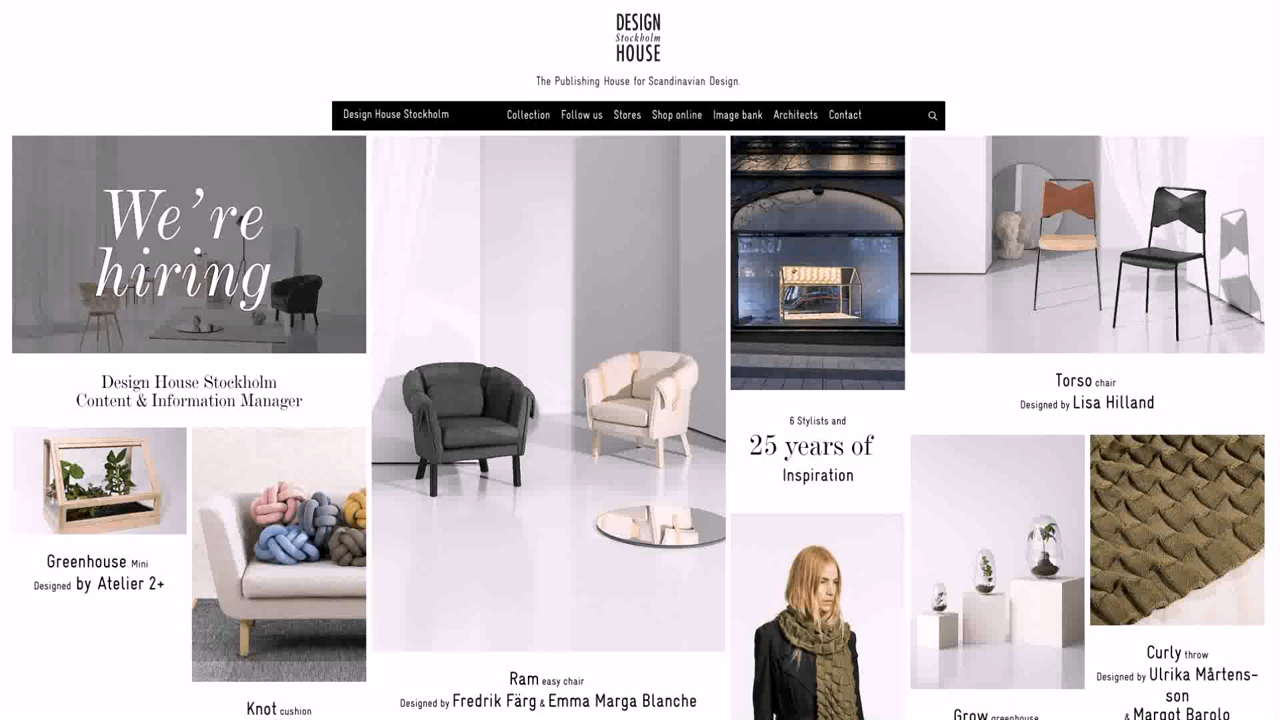 DESIGN
Stockholm
HOUSE
The Publishing House for Scandinavian Design.
Design House Stockholm
Collection Follow us Stores Shop online Image bank Architects Contact
We're
hiring
Design House Stockholm
Content & Information Manager
Greenhouse Mini
Designed by Atelier 2+
Knot cushion
Ram easy chair
Designed by Fredrik Färg & Emma Marga Blanche
6 Stylists and
25 years of
Inspiration
Torso chair
Designed by Lisa Hilland
Grow greenhouse
Curly throw
Designed by Ulrika Mårtens-
son
& Margot Barolo